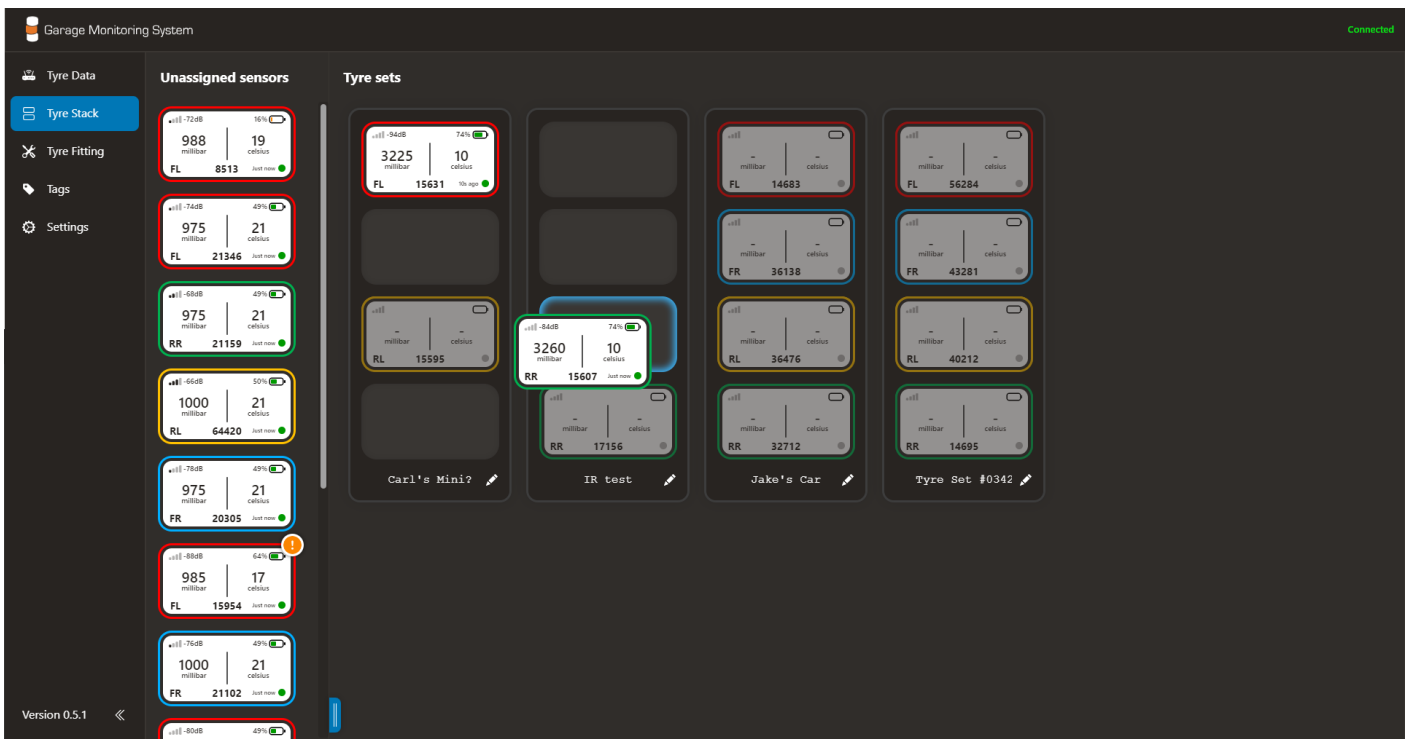 Garage Monitoring System
Connected
Tyre Data
Tyre Stack
Tyre Fitting
Tags
Settings
Version 0.5.1
Unassigned sensors
-72dB 16%
988 19
millibar celsius
FL 8513 Just now
-74dB 49%
975 21
millibar celsius
FL 21346 Just now
-68dB 49%
975 21
millibar celsius
RR 21159 Just now
-66dB 50%
1000 21
millibar celsius
RL 64420 Just now
-78dB 49%
975 21
millibar celsius
FR 20305 Just now
!
-88dB 64%
985 17
millibar celsius
FL 15954 Just now
-76dB 49%
1000 21
millibar celsius
FR 21102 Just now
-80dB 49%
Tyre sets
-94dB 74%
3225 10
millibar celsius
FL 15631 10s ago
- -
millibar celsius
RL 15595
Carl's Mini?
-84dB 74%
3260 10
millibar celsius
RR 15607 Just now
- -
millibar celsius
RR 17156
IR test
- -
millibar celsius
FL 14683
- -
millibar celsius
FR 36138
- -
millibar celsius
RL 36476
- -
millibar celsius
RR 32712
Jake's Car
- -
millibar celsius
FL 56284
- -
millibar celsius
FR 43281
- -
millibar celsius
RL 40212
- -
millibar celsius
RR 14695
Tyre Set #0342